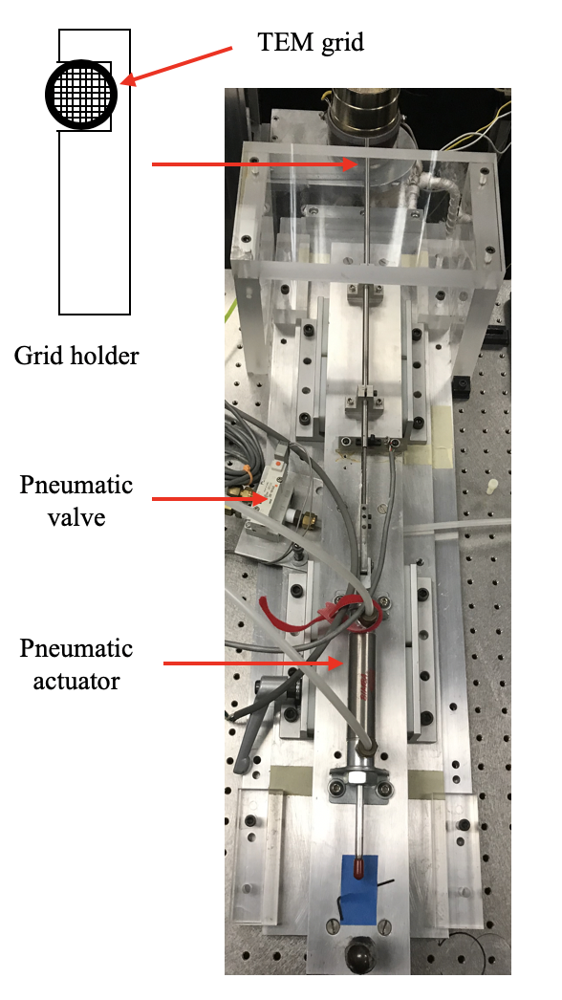 TEM grid
Grid holder
Pneumatic
valve
Pneumatic
actuator